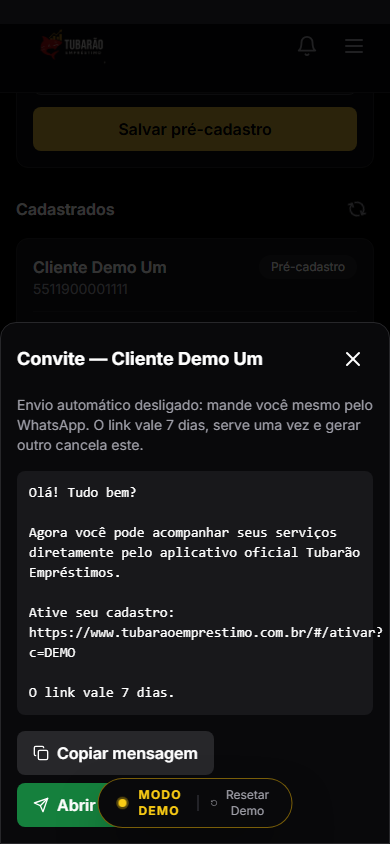 TUBARÃO
EMPRÉSTIMO
Salvar pré-cadastro
Cadastrados
Cliente Demo Um
Pré-cadastro
5511900001111
Convite — Cliente Demo Um
Envio automático desligado: mande você mesmo pelo
WhatsApp. O link vale 7 dias, serve uma vez e gerar
outro cancela este.
Olá! Tudo bem?
Agora você pode acompanhar seus serviços
diretamente pelo aplicativo oficial Tubarão
Empréstimos.
Ative seu cadastro:
https://www.tubaraoemprestimo.com.br/#/ativar?
c=DEMO
O link vale 7 dias.
Copiar mensagem
Abrir
MODO
DEMO
Resetar
Demo